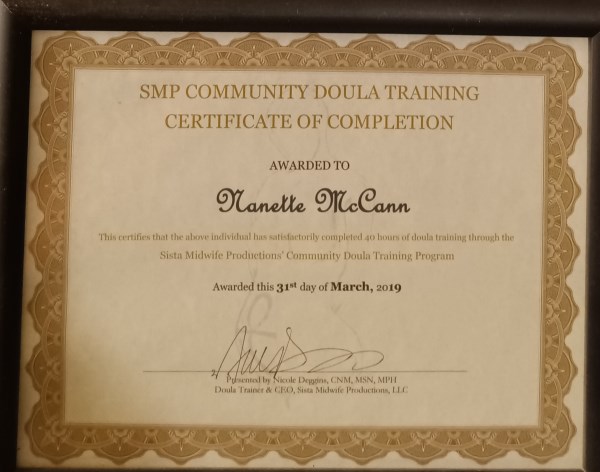 SMP COMMUNITY DOULA TRAINING
CERTIFICATE OF COMPLETION
AWARDED TO
Nanette McCann
This certifies that the above individual has satisfactorily completed 40 hours of doula training through the
Sista Midwife Productions' Community Doula Training Program
Awarded this 31st day of March, 2019
Presented by Nicole Deggins, CNM, MSN, MPH
Doula Trainer & CEO, Sista Midwife Productions, LLC